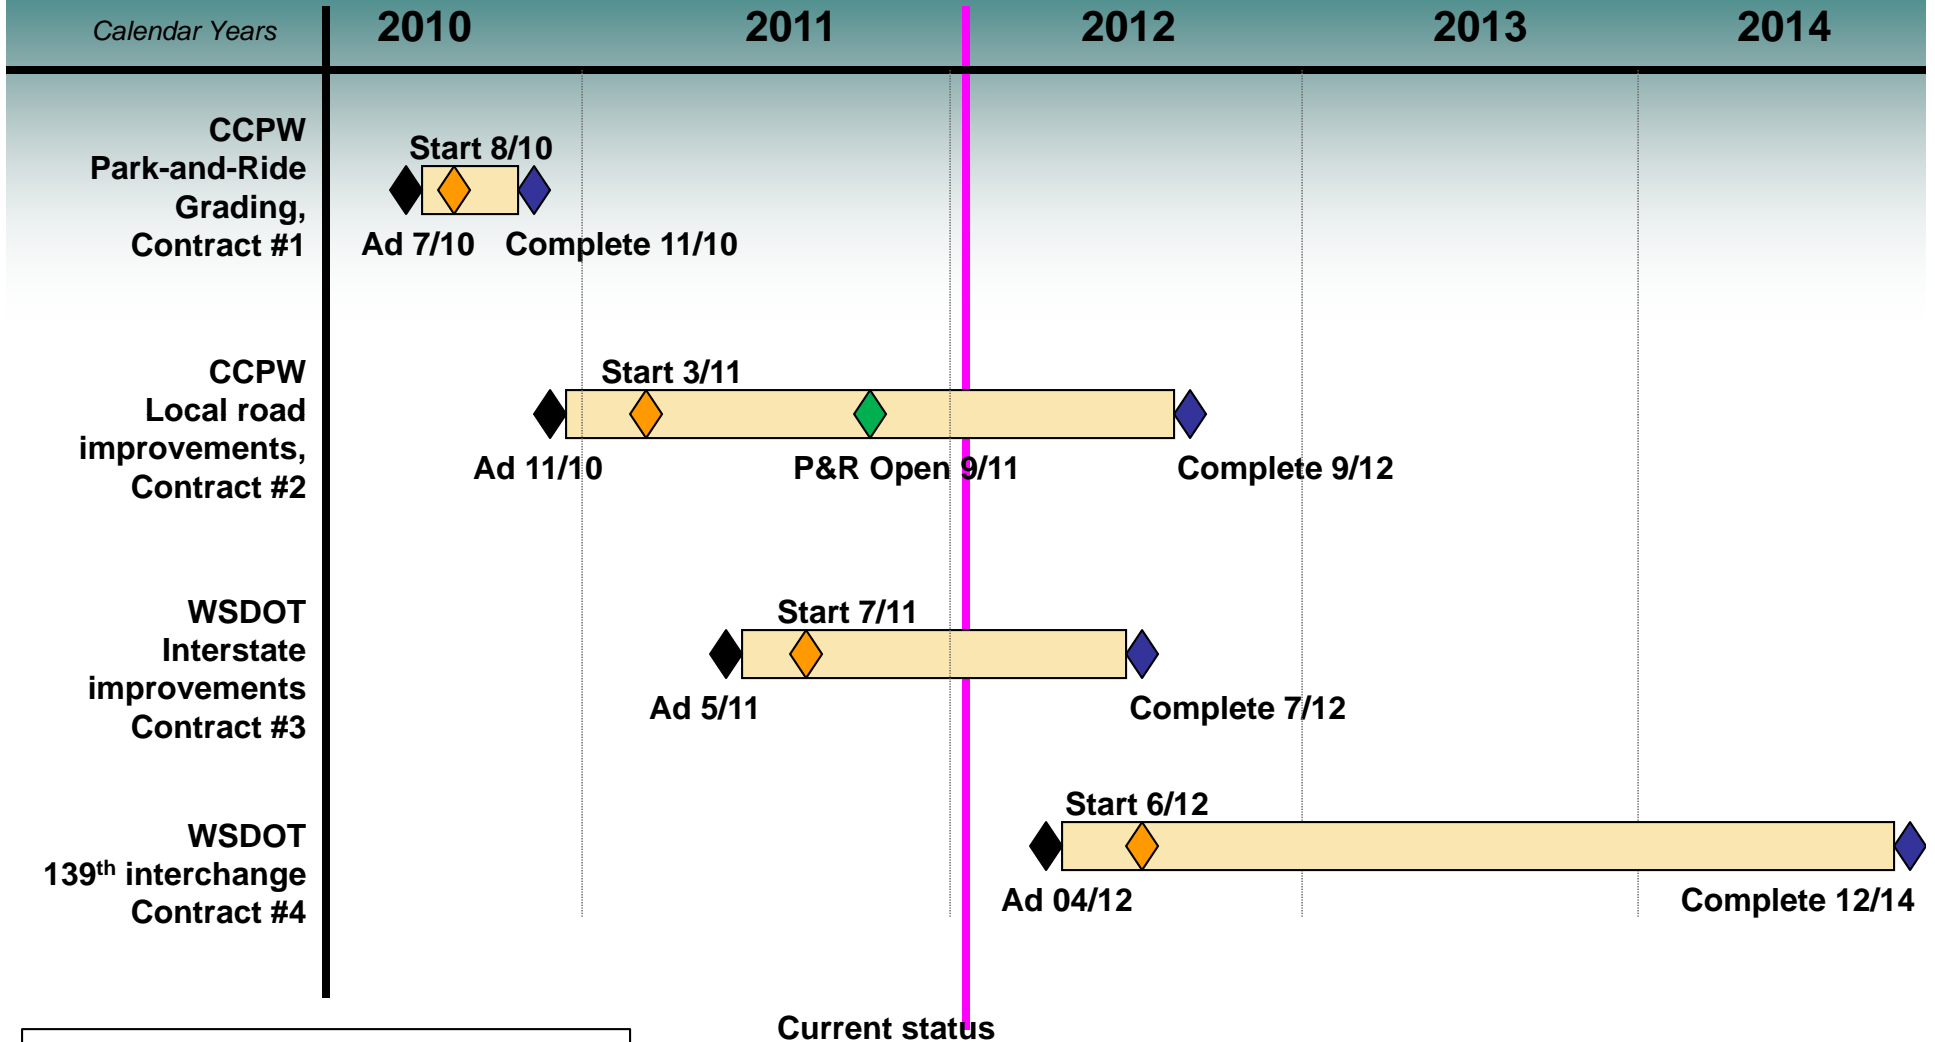 Calendar Years 2010 2011 2012 2013 2014
CCPW
Park-and-Ride
Grading,
Contract #1
Start 8/10
Ad 7/10 Complete 11/10
CCPW
Local road
improvements,
Contract #2
Start 3/11
Ad 11/10 P&R Open 9/11 Complete 9/12
WSDOT
Interstate
improvements
Contract #3
Start 7/11
Ad 5/11 Complete 7/12
WSDOT
139th interchange
Contract #4
Start 6/12
Ad 04/12 Complete 12/14
Current status